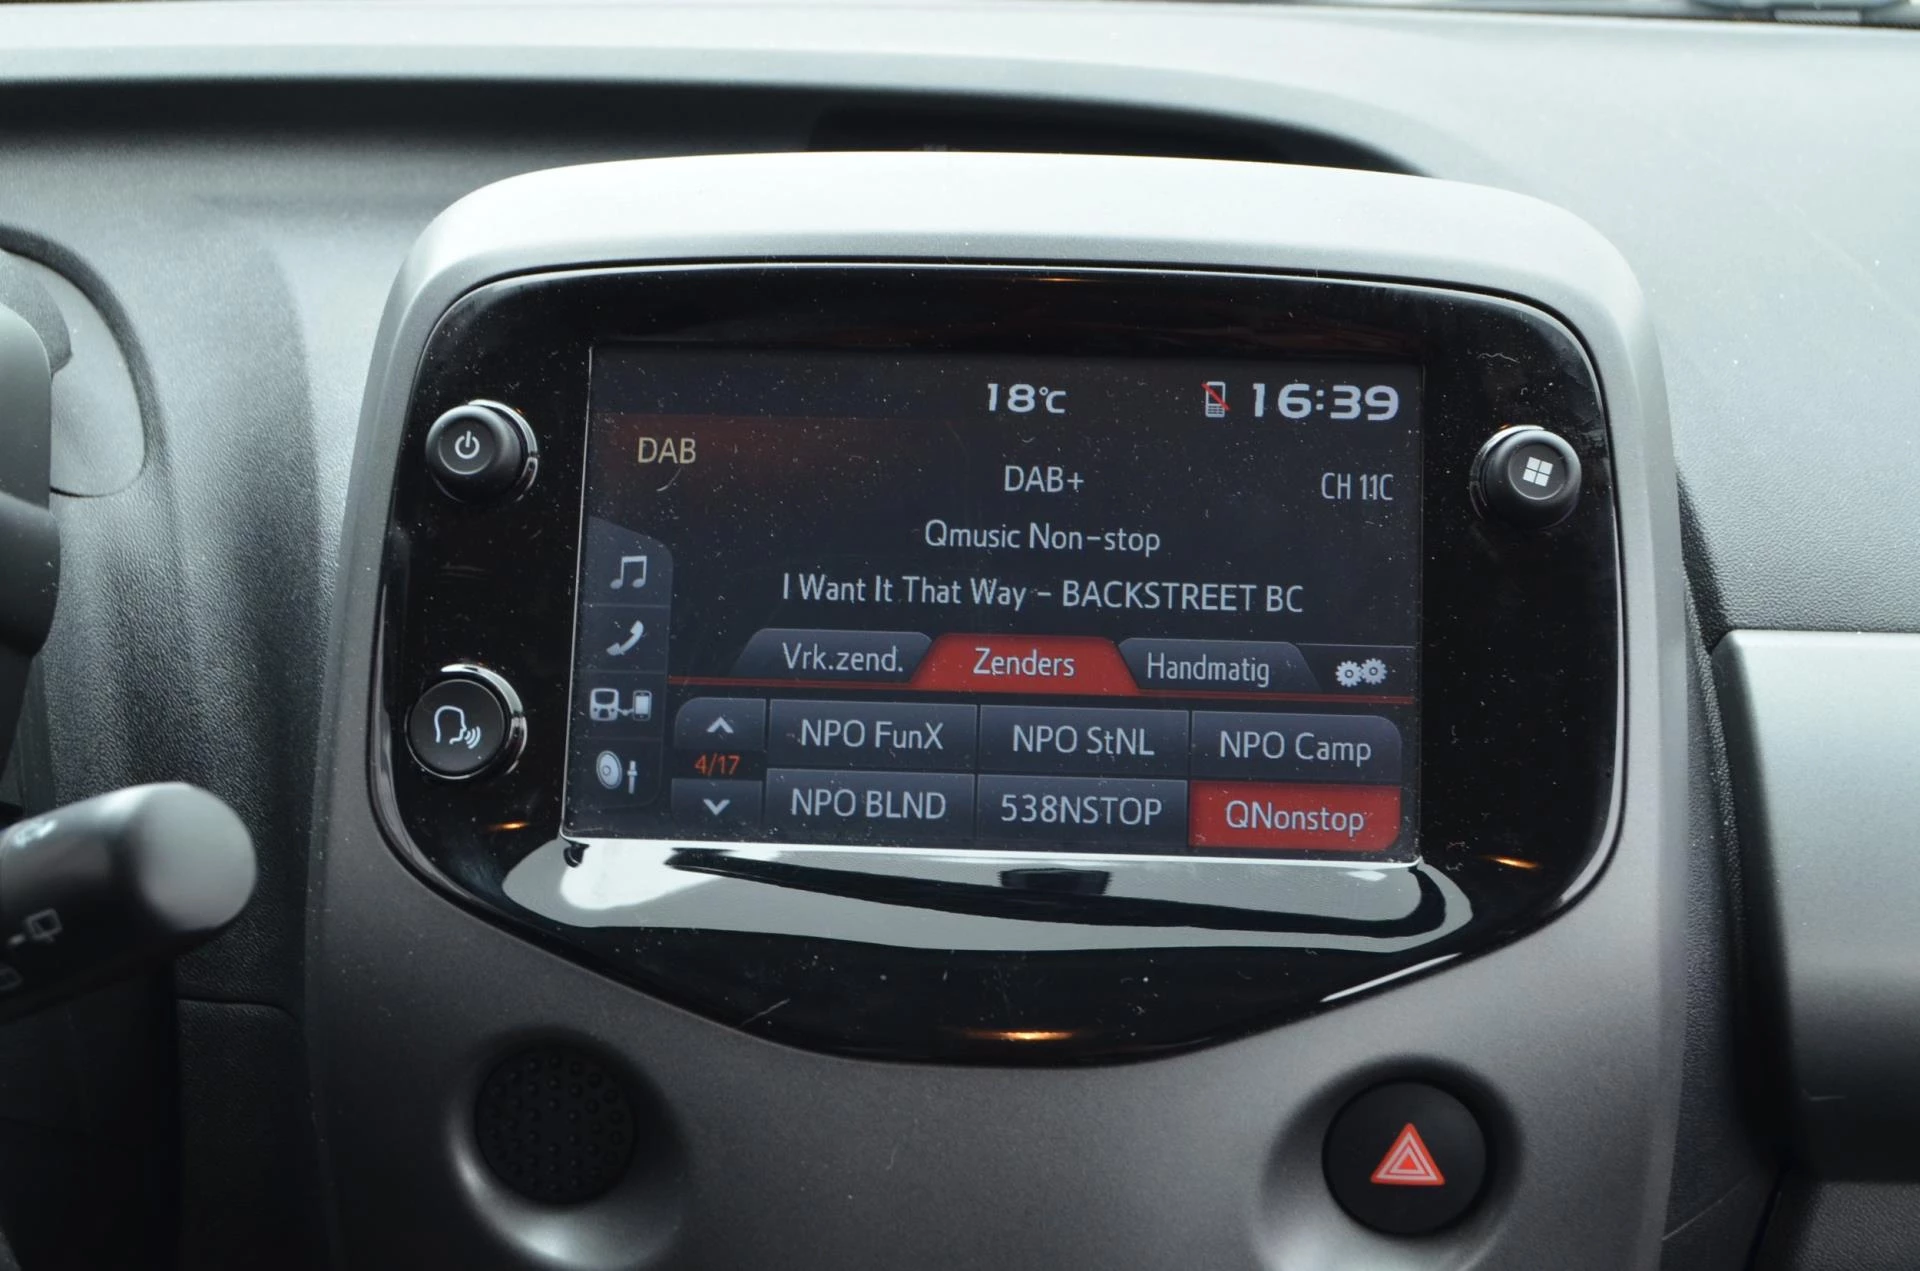 18°C 16:39
DAB
DAB+ CH 11C
Qmusic Non-stop
I Want It That Way - BACKSTREET BC
Vrk.zend. Zenders Handmatig
NPO FunX NPO StNL NPO Camp
4/17
NPO BLND 538NSTOP QNonstop